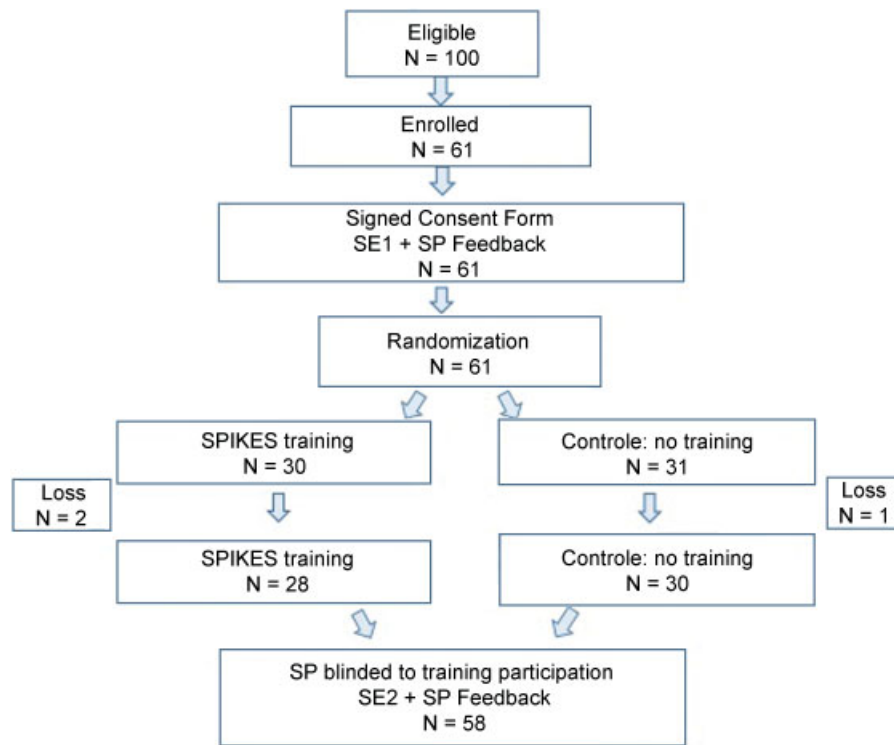 Eligible
N = 100
Enrolled
N = 61
Signed Consent Form
SE1 + SP Feedback
N = 61
Randomization
N = 61
SPIKES training
N = 30
Controle: no training
N = 31
Loss
N = 2
Loss
N = 1
SPIKES training
N = 28
Controle: no training
N = 30
SP blinded to training participation
SE2 + SP Feedback
N = 58